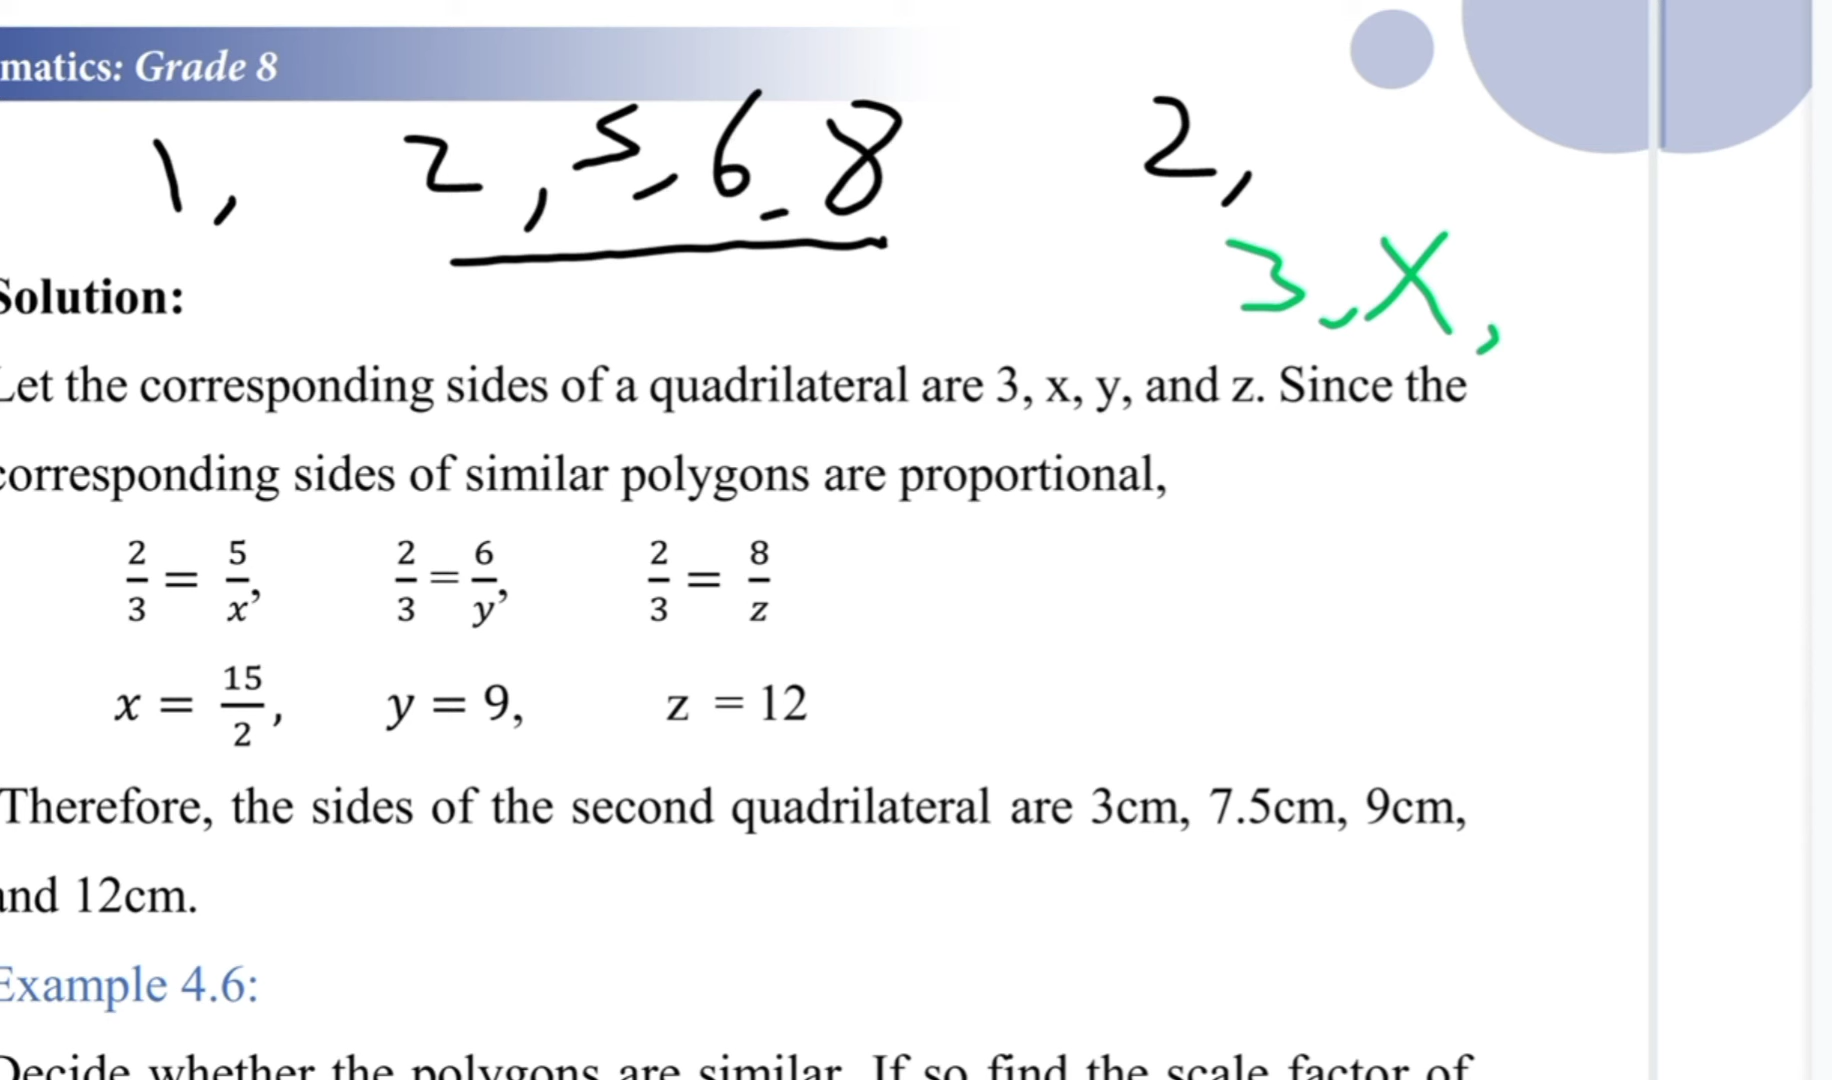 matics: Grade 8
1, 2, 5, 6 - 8 2,
3, X,
Solution:
Let the corresponding sides of a quadrilateral are 3, x, y, and z. Since the
corresponding sides of similar polygons are proportional,
2/3 = 5/x, 2/3 = 6/y, 2/3 = 8/z
x = 15/2, y = 9, z = 12
Therefore, the sides of the second quadrilateral are 3cm, 7.5cm, 9cm,
and 12cm.
Example 4.6:
Decide whether the polygons are similar. If so find the scale factor of